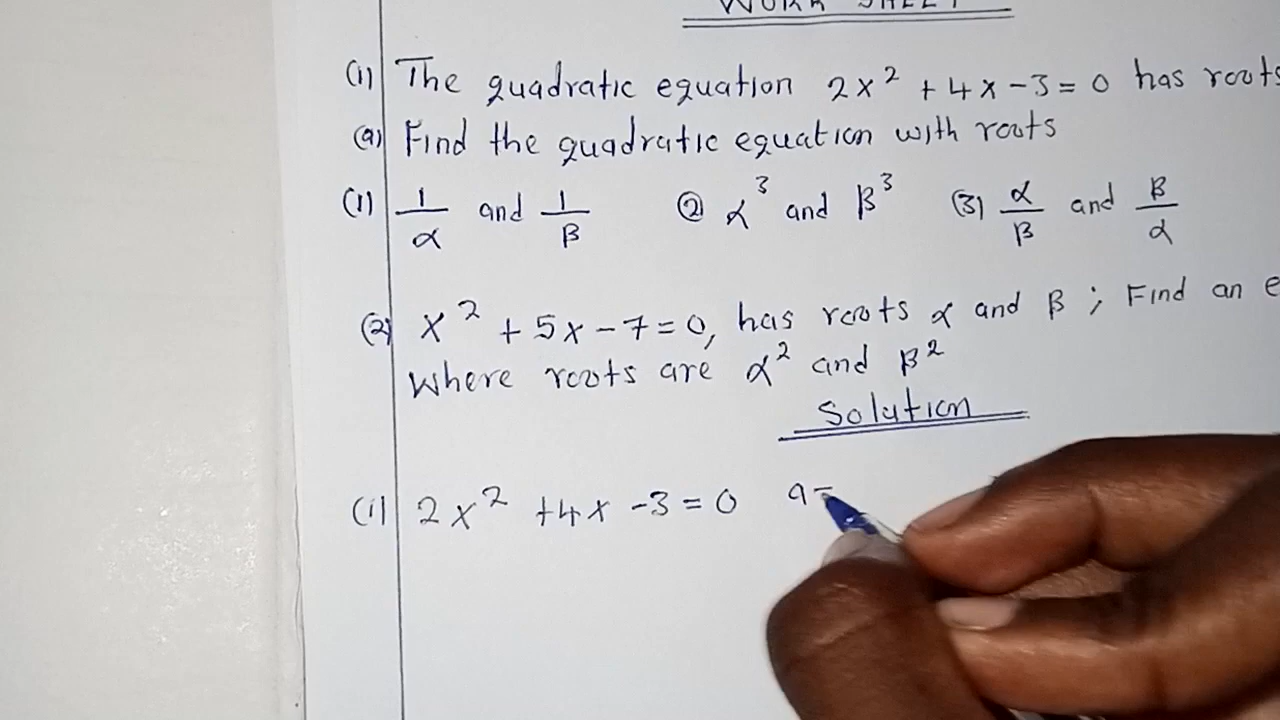 WORK SHEET
(1) The quadratic equation 2x² + 4x - 3 = 0 has roots
(a) Find the quadratic equation with roots
(1) 1/α and 1/β ② α³ and β³ (3) α/β and β/α
(2) x² + 5x - 7 = 0, has roots α and β ; Find an
where roots are α² and β²
Solution
(1) 2x² + 4x - 3 = 0 a =